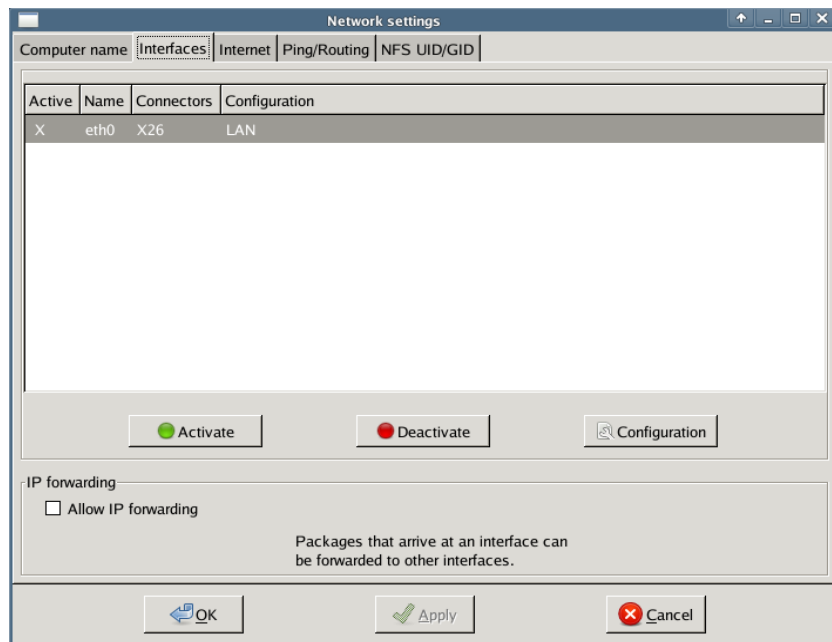 Network settings
Computer name Interfaces Internet Ping/Routing NFS UID/GID
Active Name Connectors Configuration
X eth0 X26 LAN
Activate Deactivate Configuration
IP forwarding
Allow IP forwarding
Packages that arrive at an interface can
be forwarded to other interfaces.
OK Apply Cancel